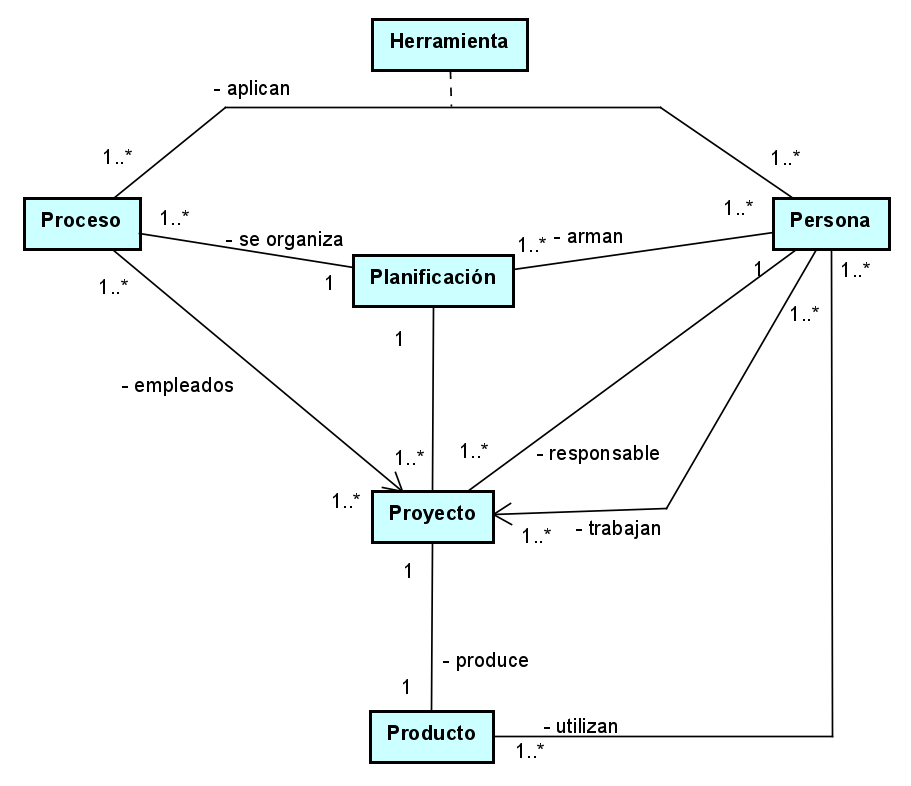 Herramienta
- aplican
1..*
1..*
Proceso
1..*
1..*
Persona
- se organiza
1..*
- arman
Planificación
1
1
1..*
1..*
1..*
1
- empleados
1..*
1..*
- responsable
1..*
Proyecto
1..*
- trabajan
1
- produce
1
Producto
- utilizan
1..*